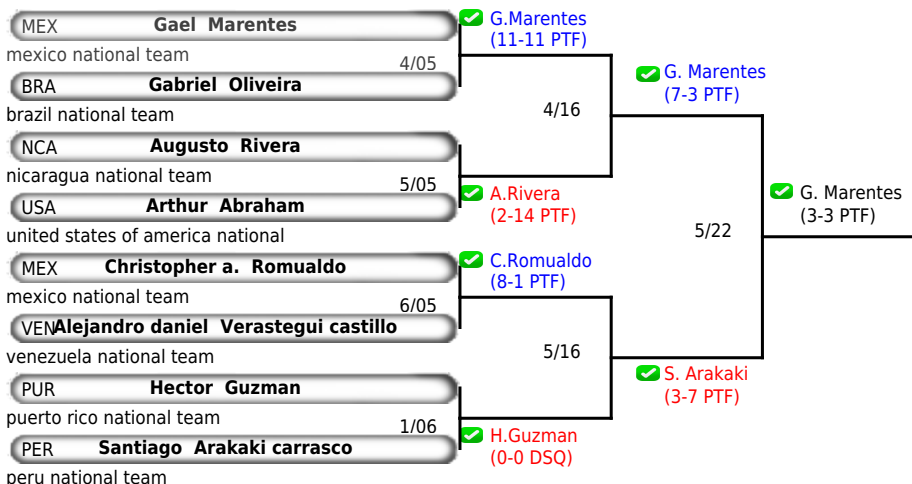 MEX Gael Marentes
mexico national team
4/05
BRA Gabriel Oliveira
brazil national team
NCA Augusto Rivera
nicaragua national team
5/05
USA Arthur Abraham
united states of america national
MEX Christopher a. Romualdo
mexico national team
6/05
VEN Alejandro daniel Verastegui castillo
venezuela national team
PUR Hector Guzman
puerto rico national team
1/06
PER Santiago Arakaki carrasco
peru national team
G.Marentes
(11-11 PTF)
4/16
A.Rivera
(2-14 PTF)
C.Romualdo
(8-1 PTF)
5/16
H.Guzman
(0-0 DSQ)
G. Marentes
(7-3 PTF)
5/22
S. Arakaki
(3-7 PTF)
G. Marentes
(3-3 PTF)